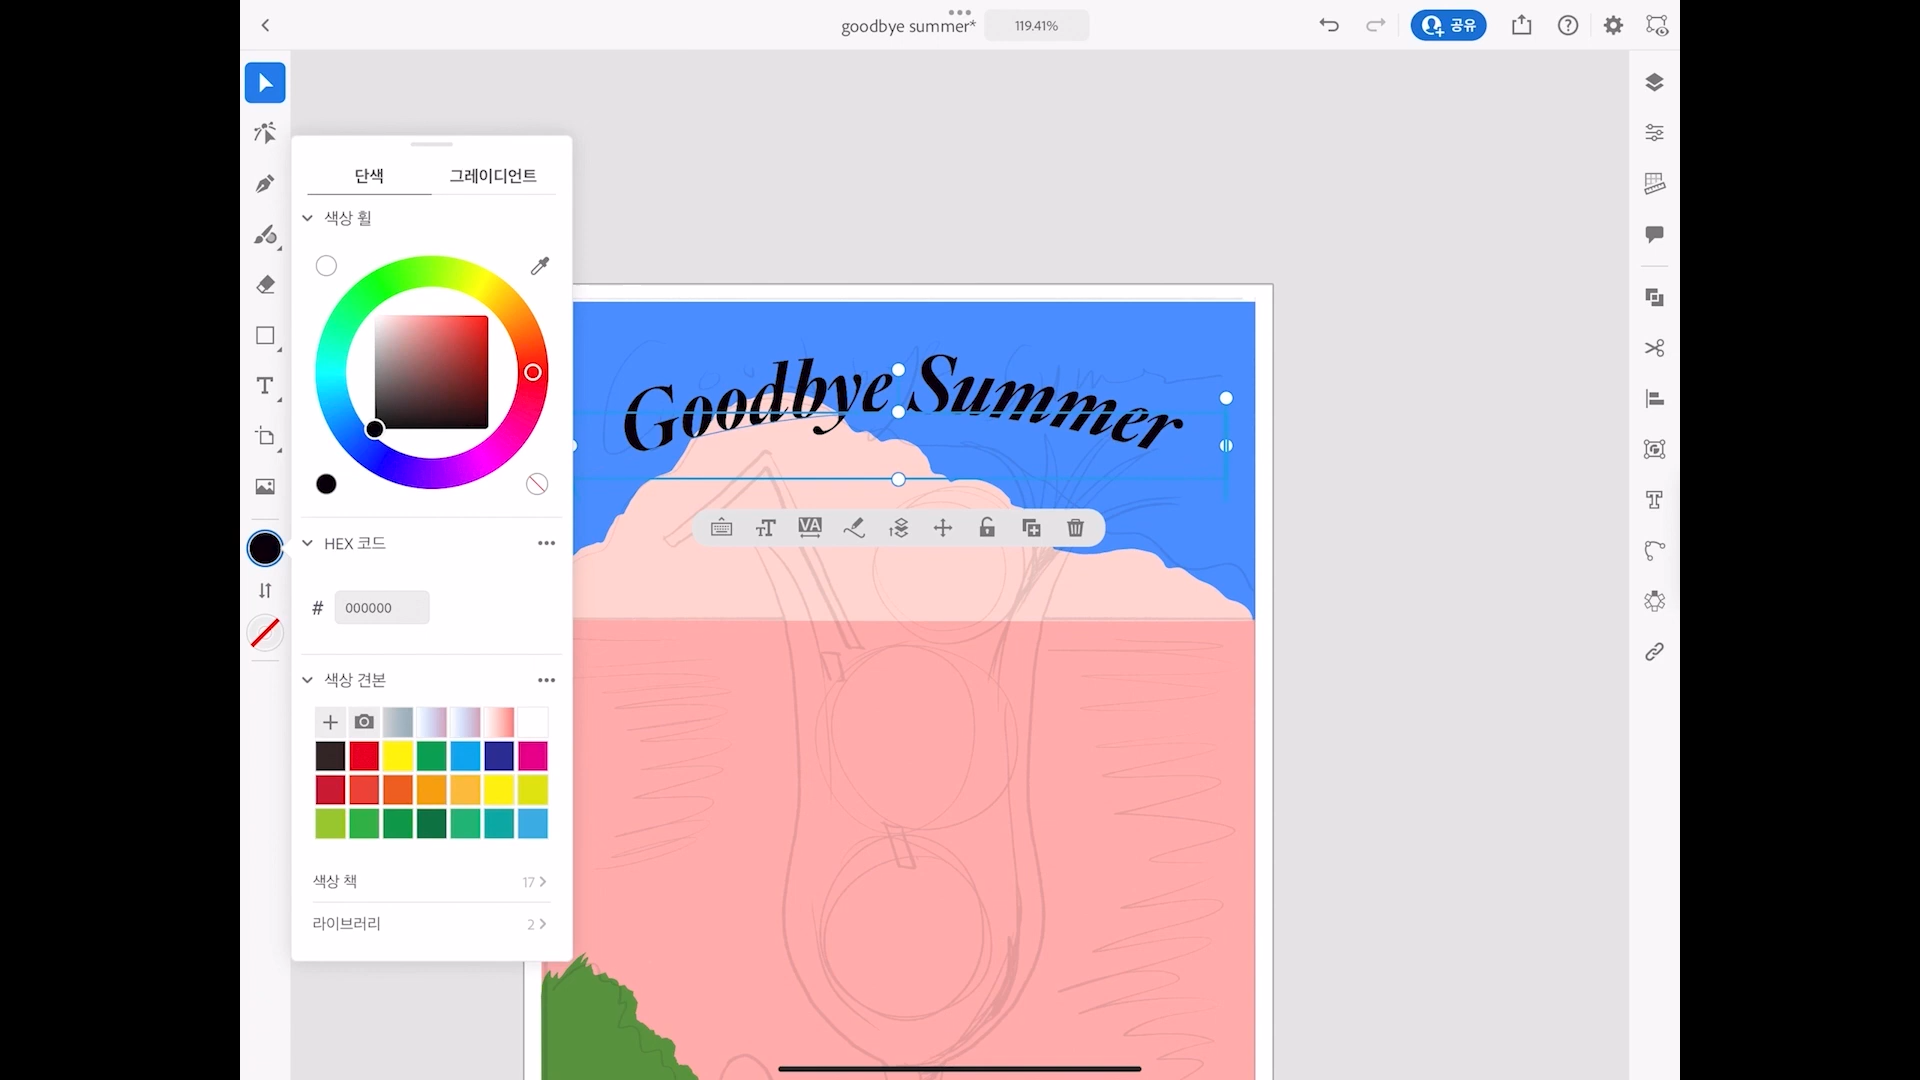 goodbye summer*
119.41%
공유
단색
그레이디언트
색상 휠
HEX 코드
# 000000
색상 견본
색상 책
17
라이브러리
2
Goodbye Summer
VA